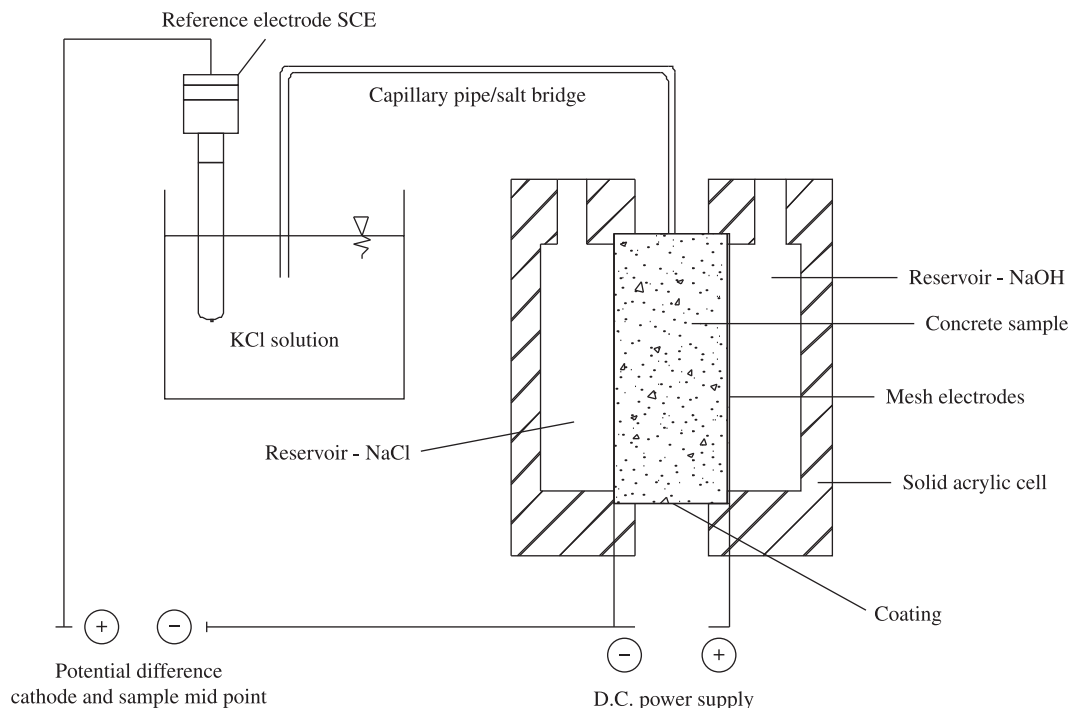 Reference electrode SCE
Capillary pipe/salt bridge
Reservoir - NaOH
Concrete sample
KCl solution
Mesh electrodes
Reservoir - NaCl
Solid acrylic cell
Coating
+
−
−
+
Potential difference
cathode and sample mid point
D.C. power supply